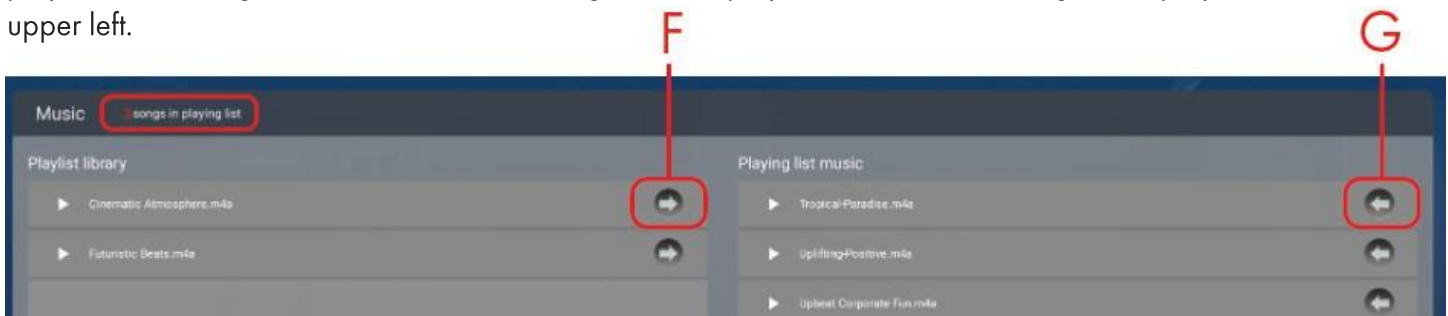 upper left.
F
G
Music
songs in playing list
Playlist library
Playing list music
Cinematic Atmosphere.m4a
Tropical-Paradise.m4a
Futuristic Beats.m4a
Uplifting-Positive.m4a
Upbeat Corporate Fun.m4a